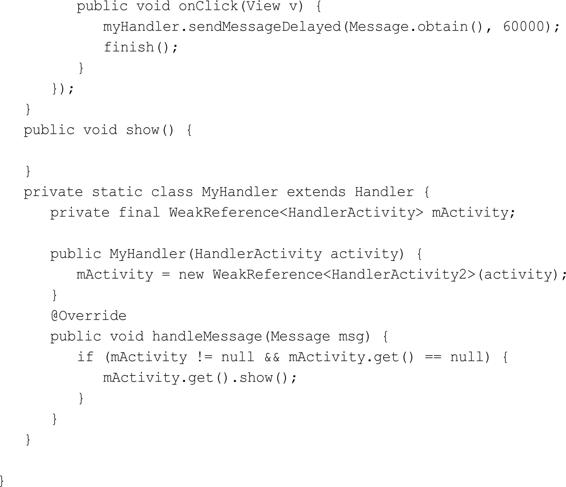 public void onClick(View v) {
myHandler.sendMessageDelayed(Message.obtain(), 60000);
finish();
}
});
}
public void show() {
}
private static class MyHandler extends Handler {
private final WeakReference<HandlerActivity> mActivity;
public MyHandler(HandlerActivity activity) {
mActivity = new WeakReference<HandlerActivity2>(activity);
}
@Override
public void handleMessage(Message msg) {
if (mActivity != null && mActivity.get() == null) {
mActivity.get().show();
}
}
}
}